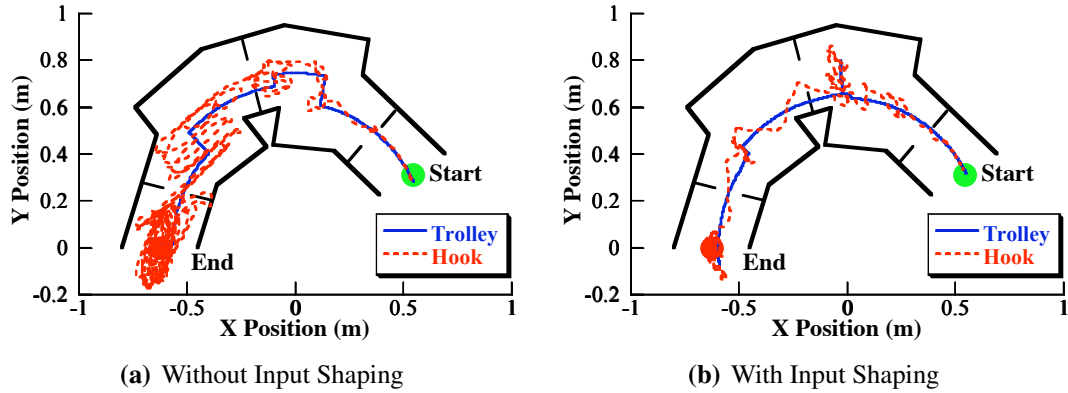 1
0.8
0.6
0.4
0.2
0
-0.2
Y Position (m)
-1
-0.5
0
0.5
1
X Position (m)
Start
End
Trolley
Hook
(a) Without Input Shaping
1
0.8
0.6
0.4
0.2
0
-0.2
Y Position (m)
-1
-0.5
0
0.5
1
X Position (m)
Start
End
Trolley
Hook
(b) With Input Shaping